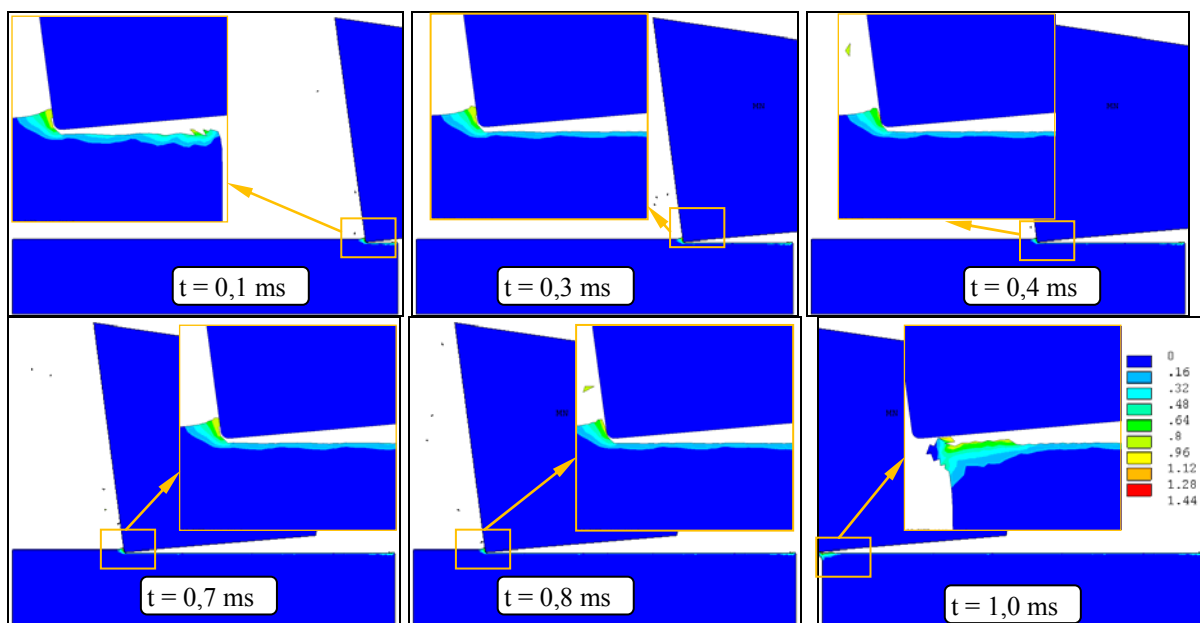 t = 0,1 ms
t = 0,3 ms
t = 0,4 ms
0
.16
.32
.48
.64
.8
.96
1.12
1.28
1.44
t = 0,7 ms
t = 0,8 ms
t = 1,0 ms